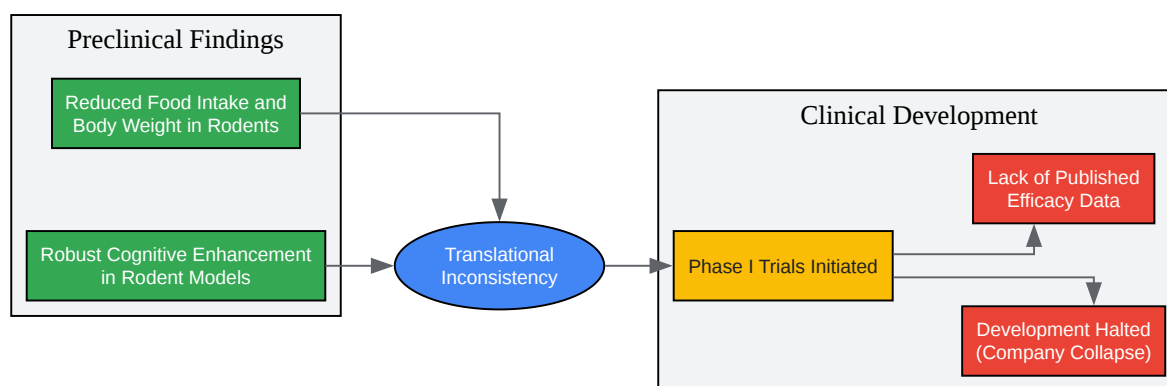 Preclinical Findings
Reduced Food Intake and
Body Weight in Rodents
Robust Cognitive Enhancement
in Rodent Models
Translational
Inconsistency
Clinical Development
Phase I Trials Initiated
Lack of Published
Efficacy Data
Development Halted
(Company Collapse)